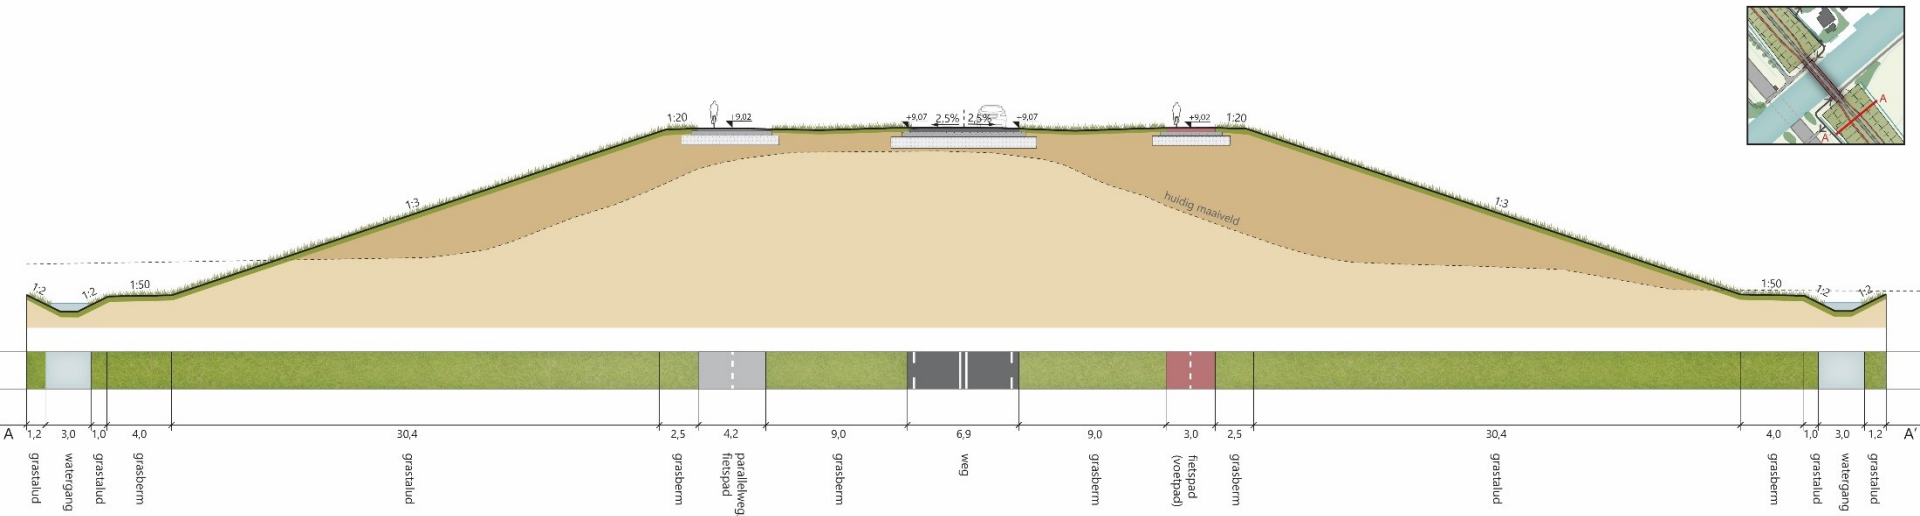 A
A'
1:20
9,02
+9,07
2,5%
2,5%
+9,07
+9,02
1:20
1:3
huidig maaiveld
1:3
1:2
1:2
1:50
1:50
1:2
1:2
A
1,2
3,0
1,0
4,0
30,4
2,5
4,2
9,0
6,9
9,0
3,0
2,5
30,4
4,0
1,0
3,0
1,2
A'
grastalud
watergang
grastalud
grasberm
grastalud
grasberm
parallelweg
fietspad
grasberm
weg
grasberm
fietspad
(voetpad)
grasberm
grastalud
grasberm
grastalud
watergang
grastalud